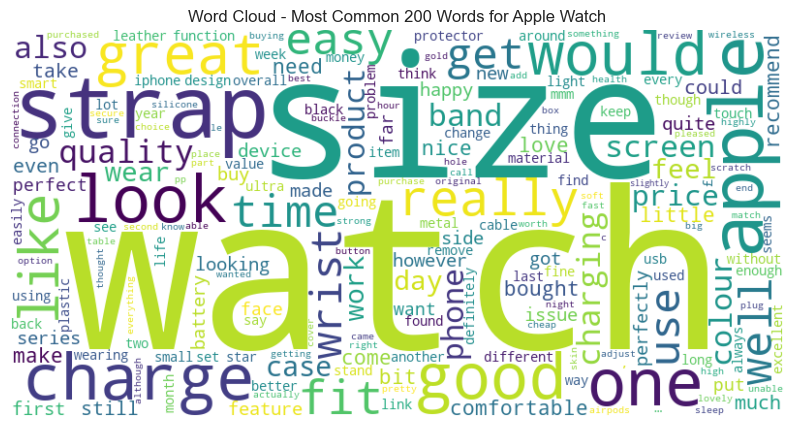 Word Cloud - Most Common 200 Words for Apple Watch
purchased leather function buying easy protector around something wireless
also great week need money get would review
take iphone design overall best think new gold add light health every apple recommend
smart strap size problem hour mmm could
connection secure silicone lot year black buckle happy band box though touch highly
give sure choice product far change keep quite pleased
go quality device item nice thing love screen
even place part value material
perfect wear buy made hole call find feel scratch
look ultra going purchase original really soft slightly £ end
easily like time strong metal cable worth fast price match
see able button remove side little big seems
option table second know wrist work however got usb used without
thought life looking day last fine c well enough
using plastic everything wanted battery want phone bought night charging use colour
back face came found definitely issue cheap perfectly always plug excellent
series two say cover right skin adjust long
make wearing small set star getting case come another different way high
charge although month better actually stand bit good pretty fit one put lovely unable
first still feature link comfortable airpods … sleep much
watch